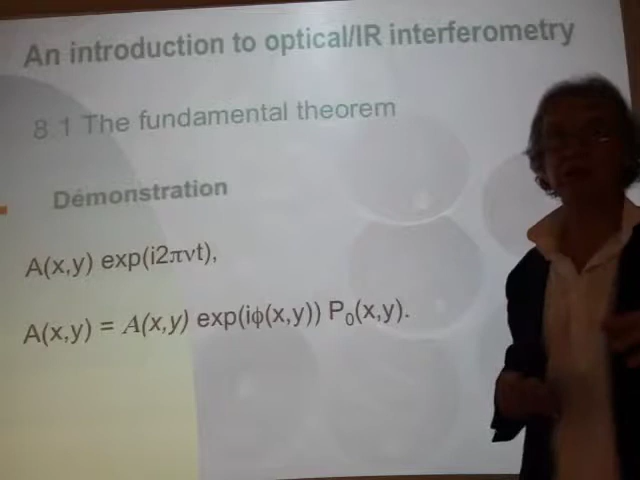 An introduction to optical/IR interferometry
8.1 The fundamental theorem
Démonstration
A(x,y) exp(i2πνt),
A(x,y) = A(x,y) exp(iϕ(x,y)) P₀(x,y).